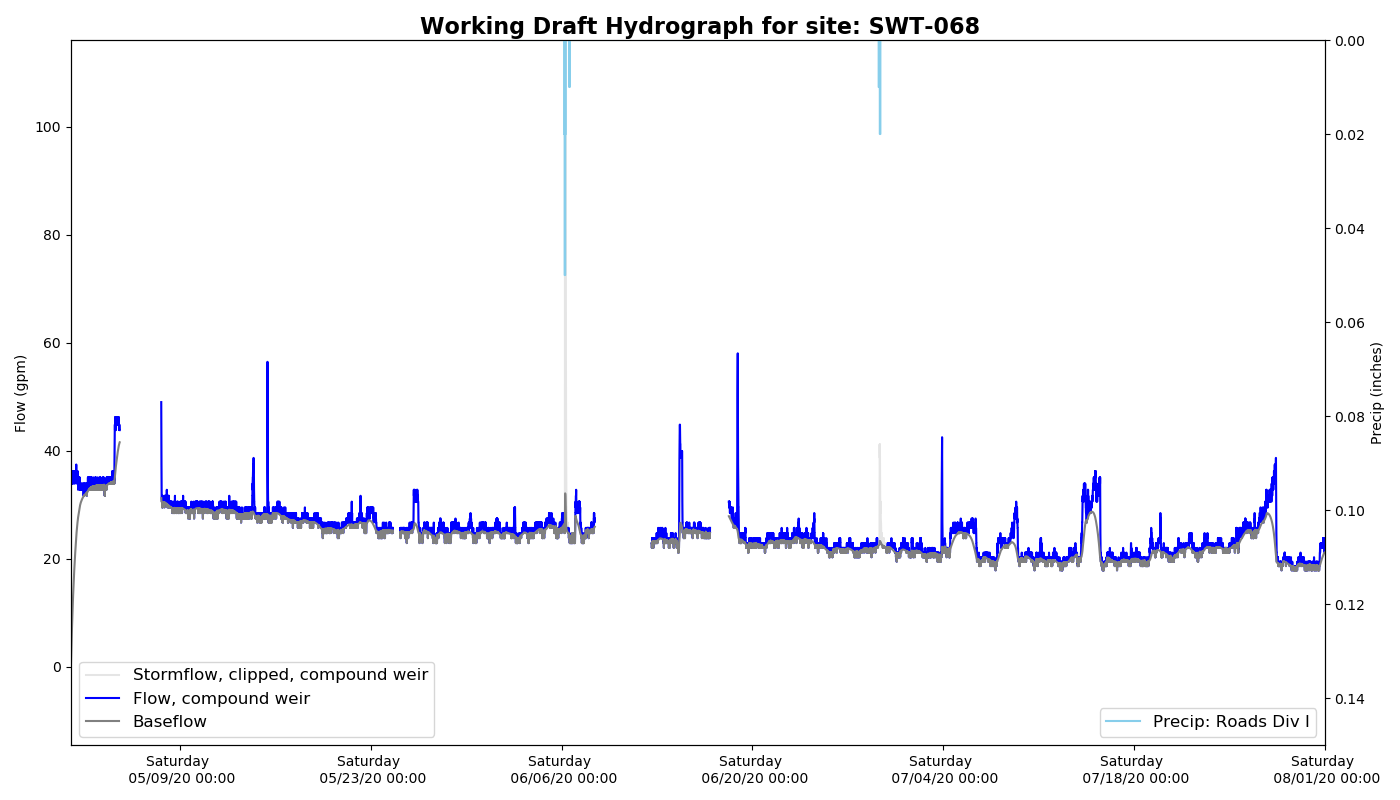 Working Draft Hydrograph for site: SWT-068
Flow (gpm)
100
80
60
40
20
0
0.00
0.02
0.04
0.06
0.08
0.10
0.12
0.14
Precip (inches)
Stormflow, clipped, compound weir
Flow, compound weir
Baseflow
Precip: Roads Div I
Saturday
05/09/20 00:00
Saturday
05/23/20 00:00
Saturday
06/06/20 00:00
Saturday
06/20/20 00:00
Saturday
07/04/20 00:00
Saturday
07/18/20 00:00
Saturday
08/01/20 00:00